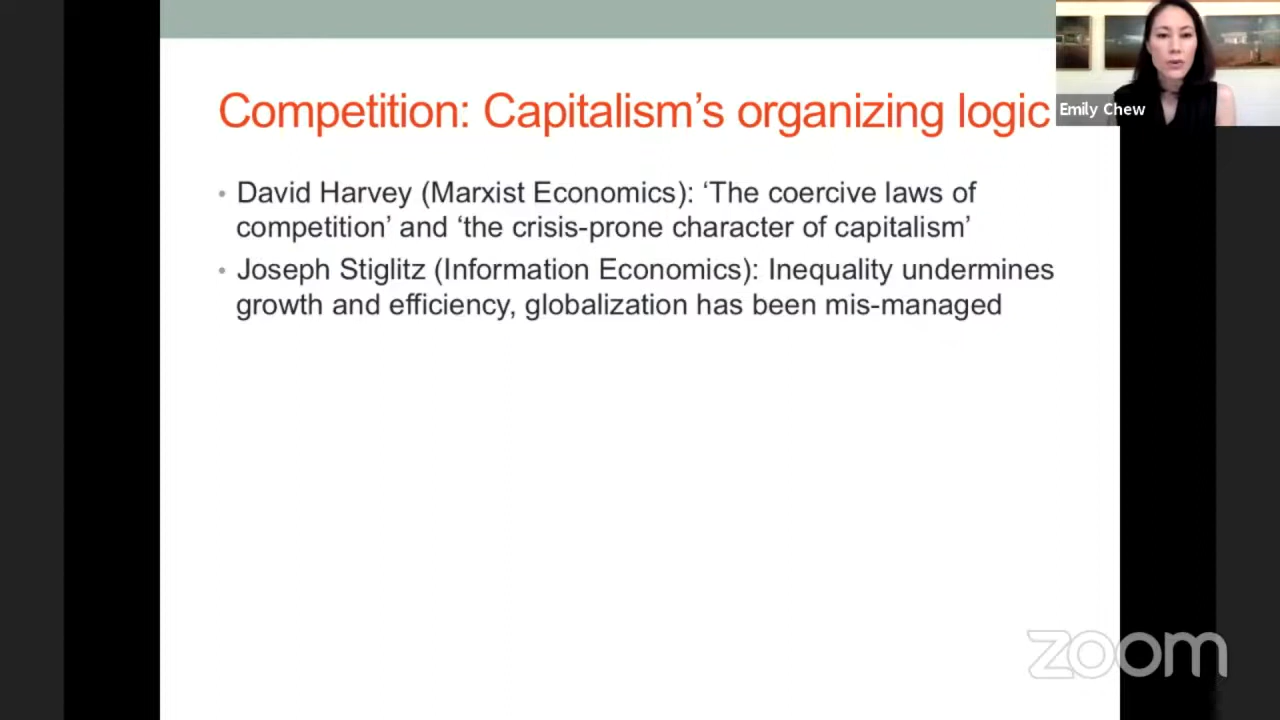 Competition: Capitalism’s organizing logic
Emily Chew
• David Harvey (Marxist Economics): ‘The coercive laws of
competition’ and ‘the crisis-prone character of capitalism’
• Joseph Stiglitz (Information Economics): Inequality undermines
growth and efficiency, globalization has been mis-managed
zoom